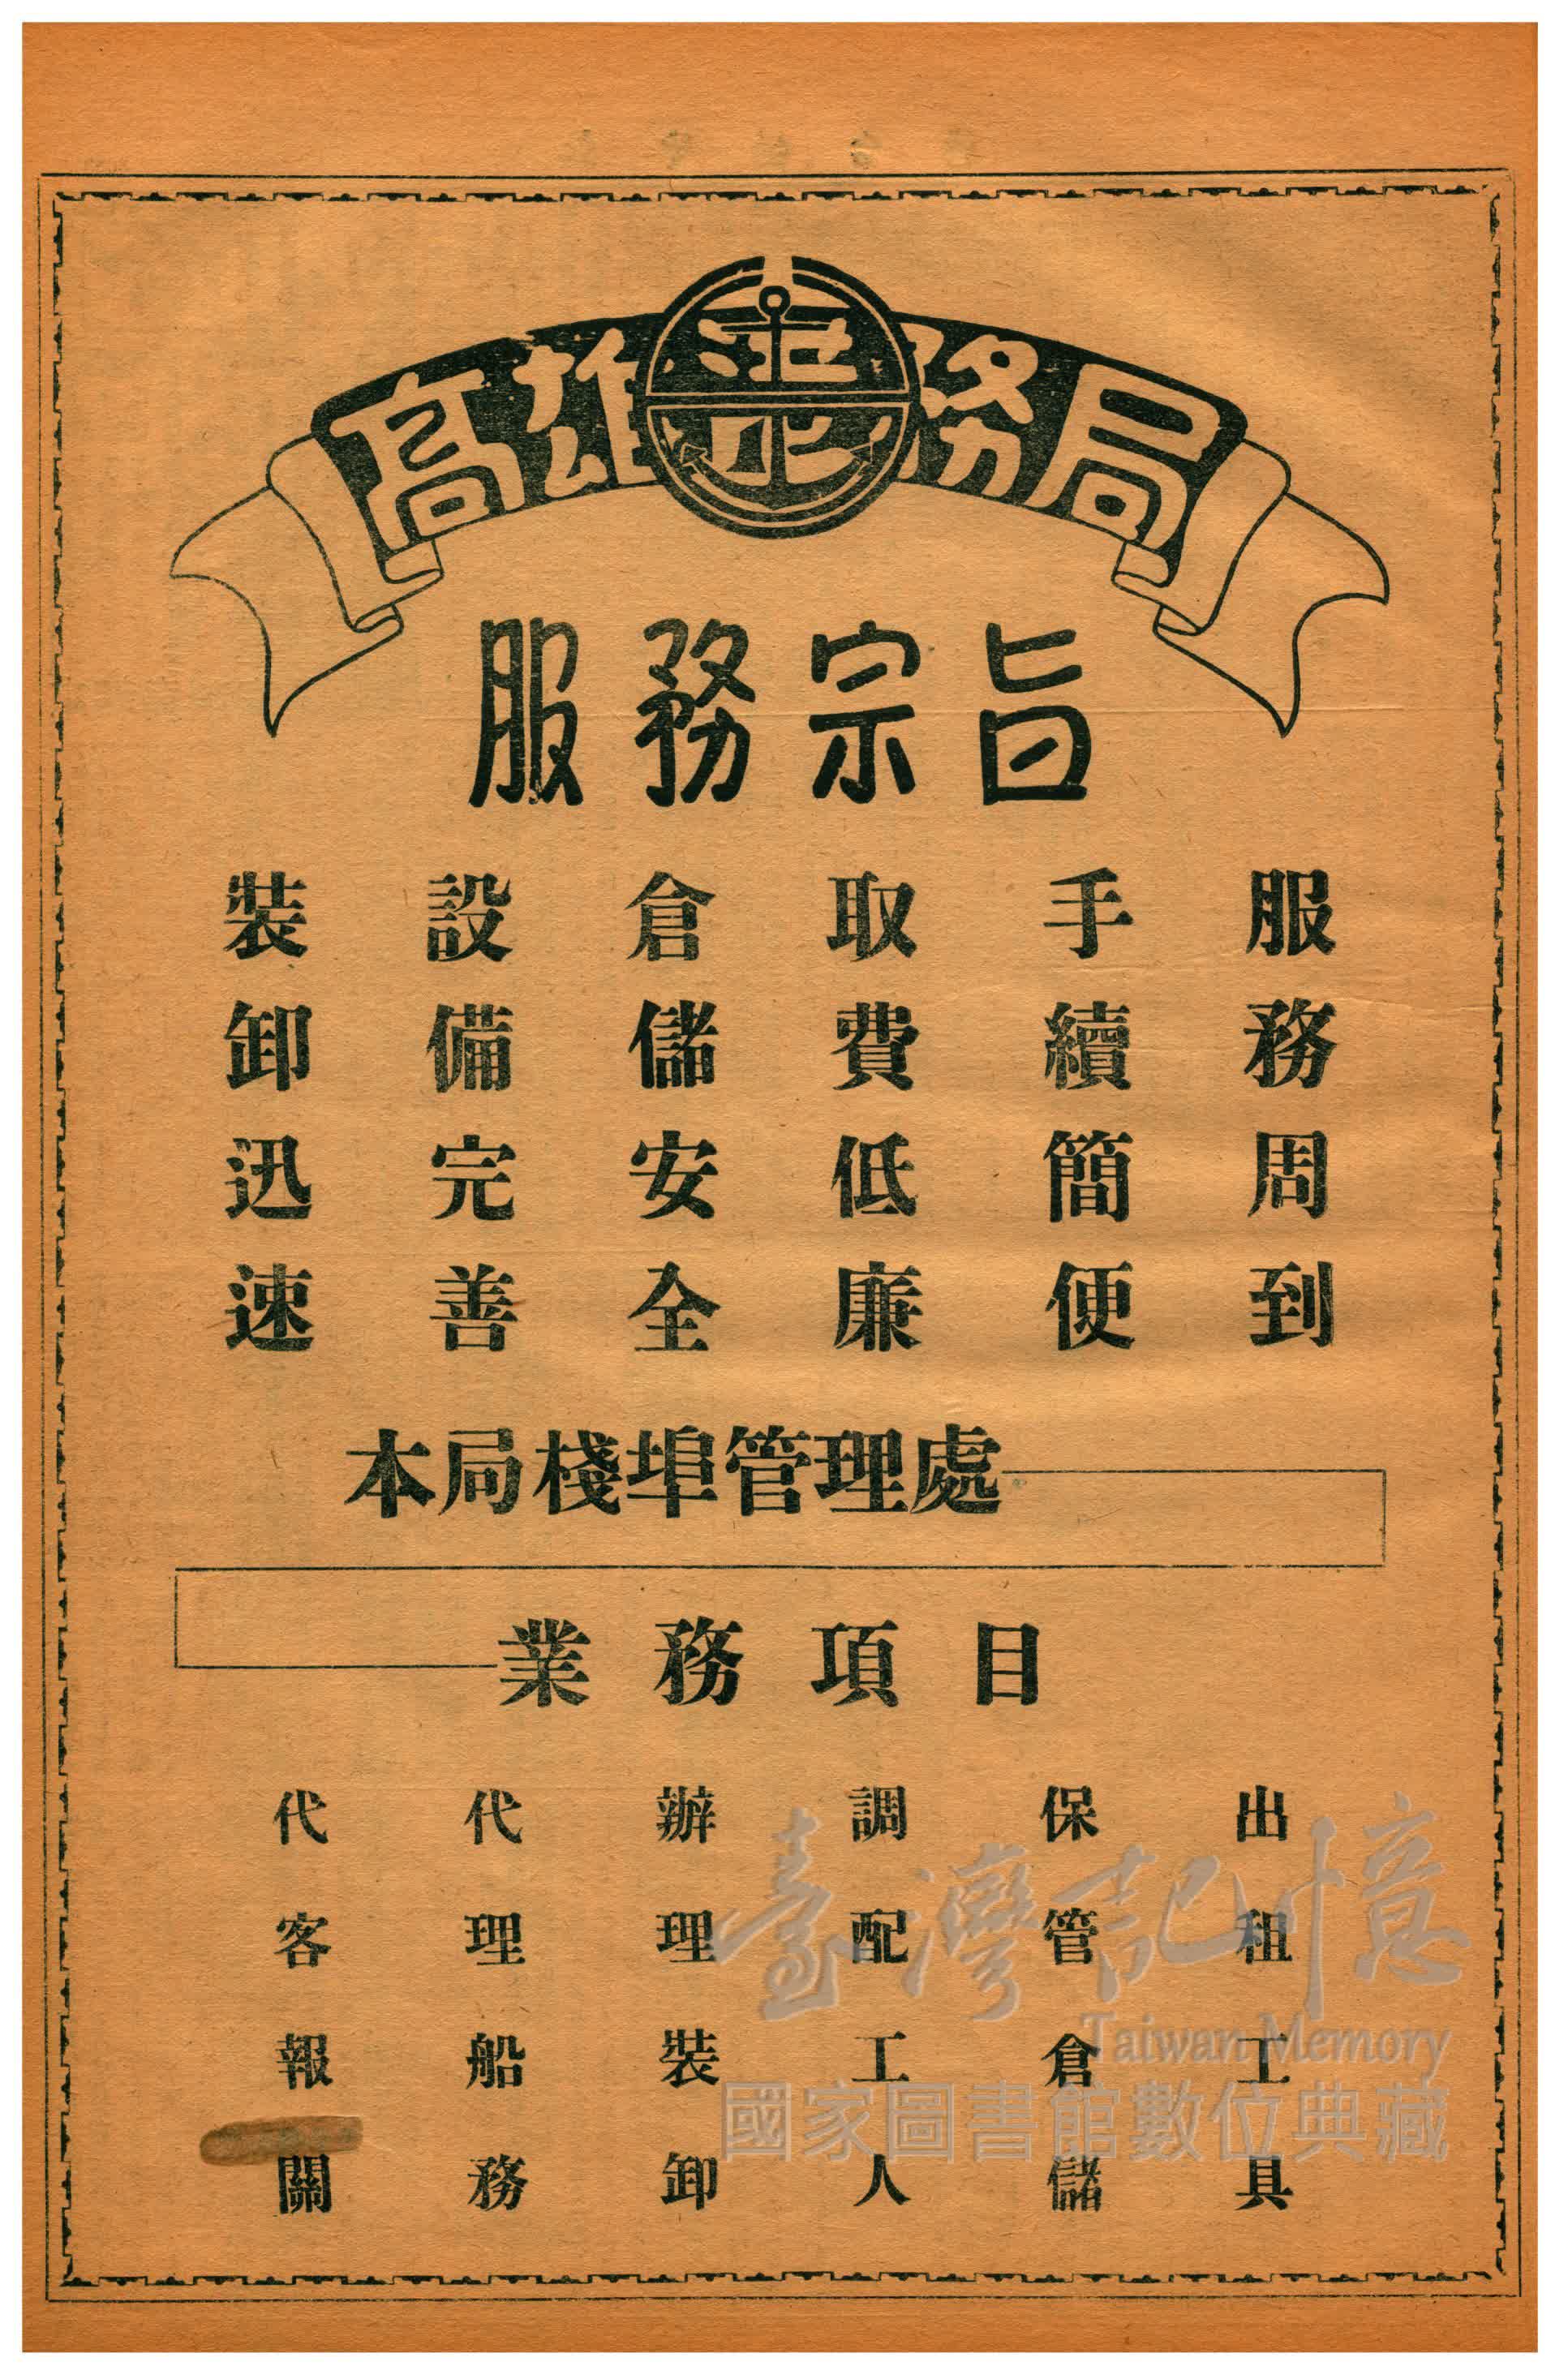 高雄港務局
服務宗旨
服務周到
手續簡便
取費低廉
倉儲安全
設備完善
裝卸迅速
本局棧埠管理處
業務項目
出租工具
保管倉儲
調配工人
辦理裝卸
代理船務
代客報關
臺灣記憶
Taiwan Memory
國家圖書館數位典藏